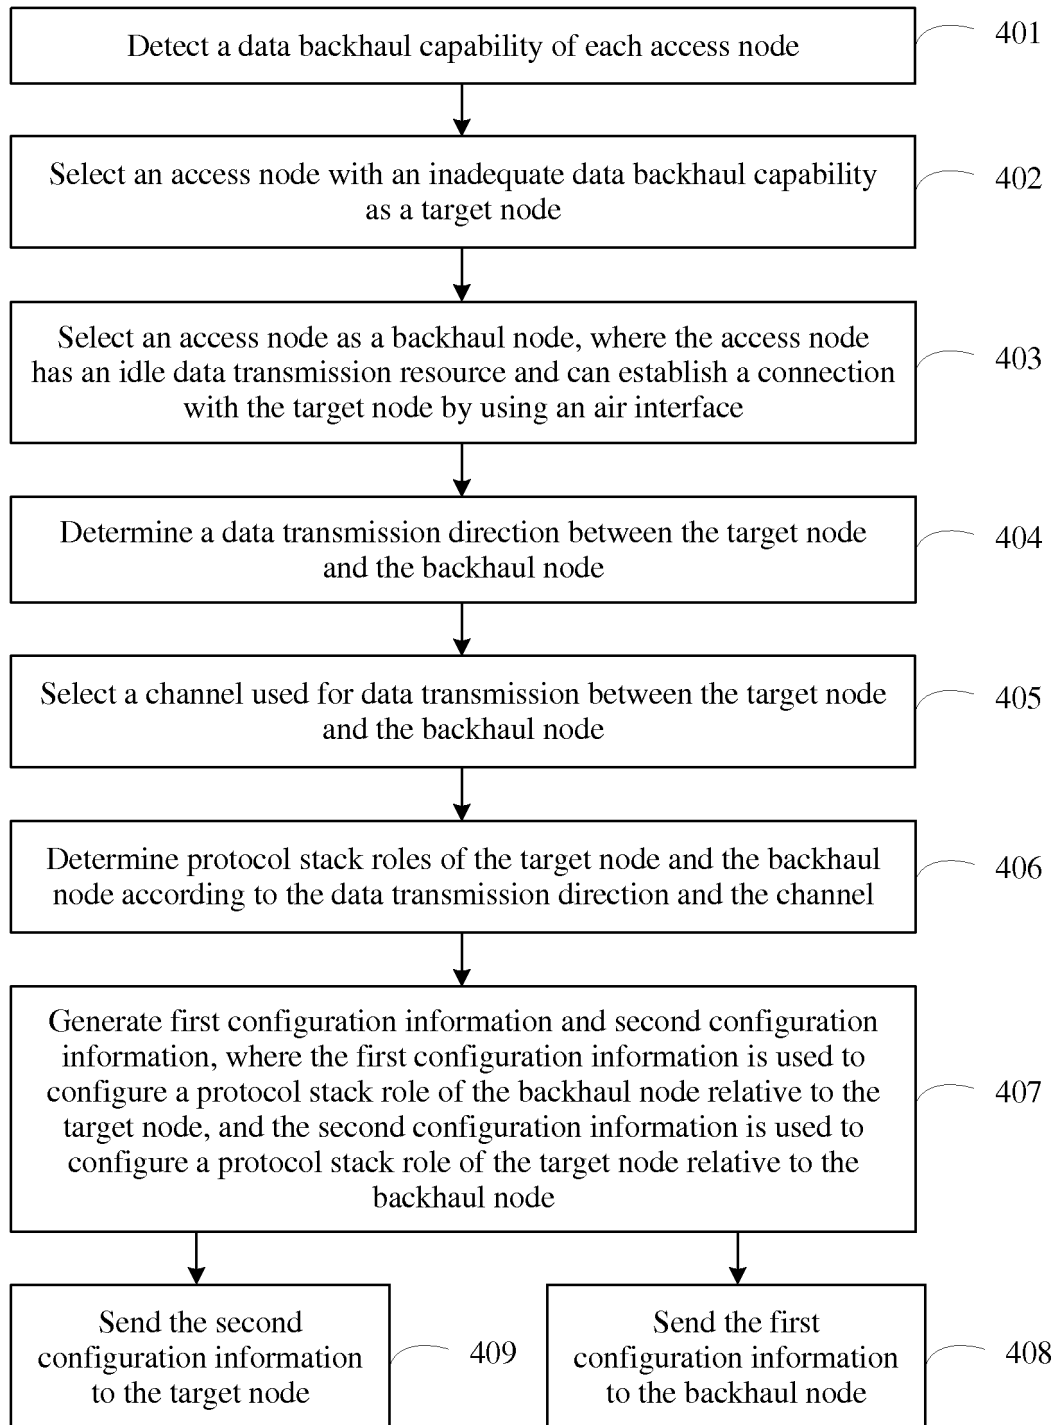 Detect a data backhaul capability of each access node
401
Select an access node with an inadequate data backhaul capability
as a target node
402
Select an access node as a backhaul node, where the access node
has an idle data transmission resource and can establish a connection
with the target node by using an air interface
403
Determine a data transmission direction between the target node
and the backhaul node
404
Select a channel used for data transmission between the target node
and the backhaul node
405
Determine protocol stack roles of the target node and the backhaul
node according to the data transmission direction and the channel
406
Generate first configuration information and second configuration
information, where the first configuration information is used to
configure a protocol stack role of the backhaul node relative to the
target node, and the second configuration information is used to
configure a protocol stack role of the target node relative to the
backhaul node
407
Send the second
configuration information
to the target node
409
Send the first
configuration information
to the backhaul node
408